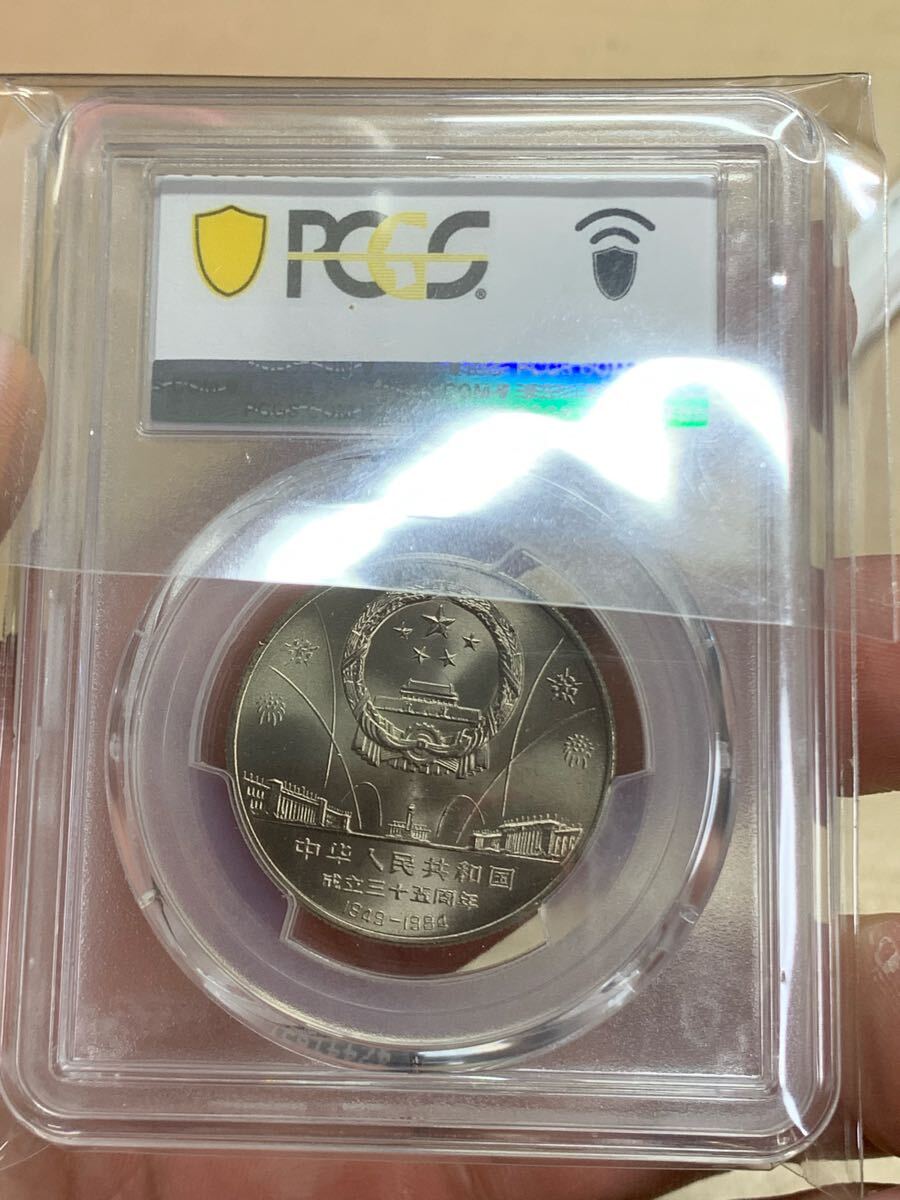 PCGS®
中华人民共和国
成立三十五周年
1949-1984